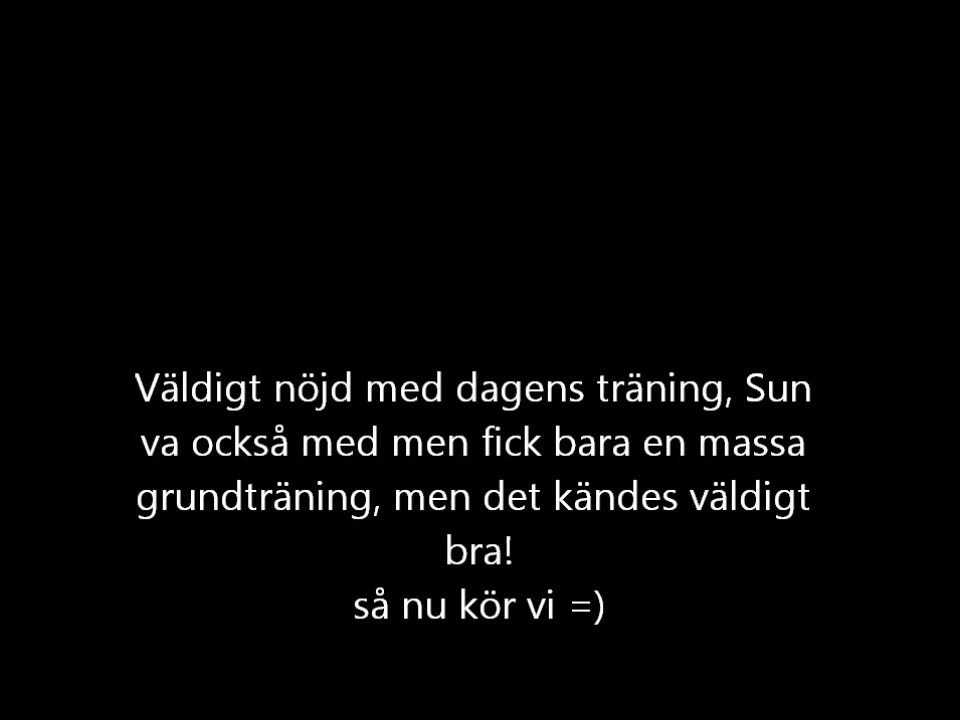 Väldigt nöjd med dagens träning, Sun
va också med men fick bara en massa
grundträning, men det kändes väldigt
bra!
så nu kör vi =)